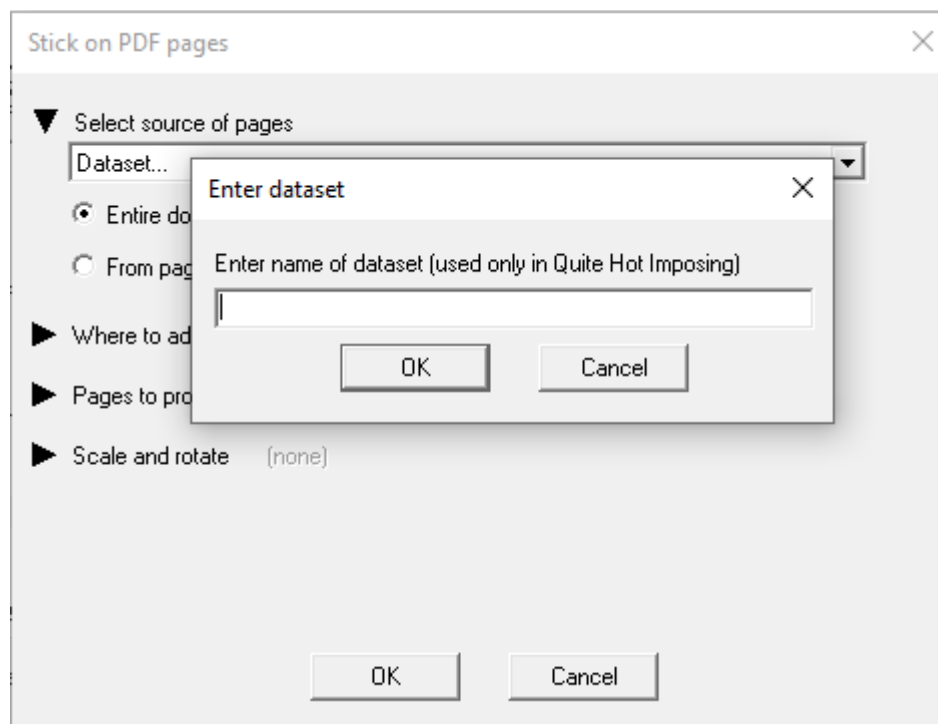 Stick on PDF pages
Select source of pages
Dataset...
Enter dataset
Entire do
Enter name of dataset (used only in Quite Hot Imposing)
From pag
Where to ad
OK
Cancel
Pages to pro
Scale and rotate (none)
OK
Cancel